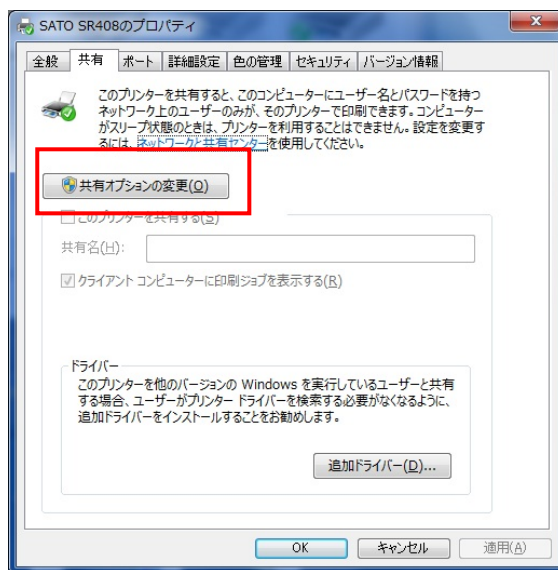 SATO SR408のプロパティ
全般 共有 ポート 詳細設定 色の管理 セキュリティ バージョン情報
このプリンターを共有すると、このコンピューターにユーザー名とパスワードを持つ
ネットワーク上のユーザーのみが、そのプリンターで印刷できます。コンピューター
がスリープ状態のときは、プリンターを利用することはできません。設定を変更す
るには、ネットワークと共有センターを使用してください。
共有オプションの変更(O)
このプリンターを共有する(S)
共有名(H):
クライアント コンピューターに印刷ジョブを表示する(R)
ドライバー
このプリンターを他のバージョンの Windows を実行しているユーザーと共有
する場合、ユーザーがプリンター ドライバーを検索する必要がなくなるように、
追加ドライバーをインストールすることをお勧めします。
追加ドライバー(D)...
OK キャンセル 適用(A)